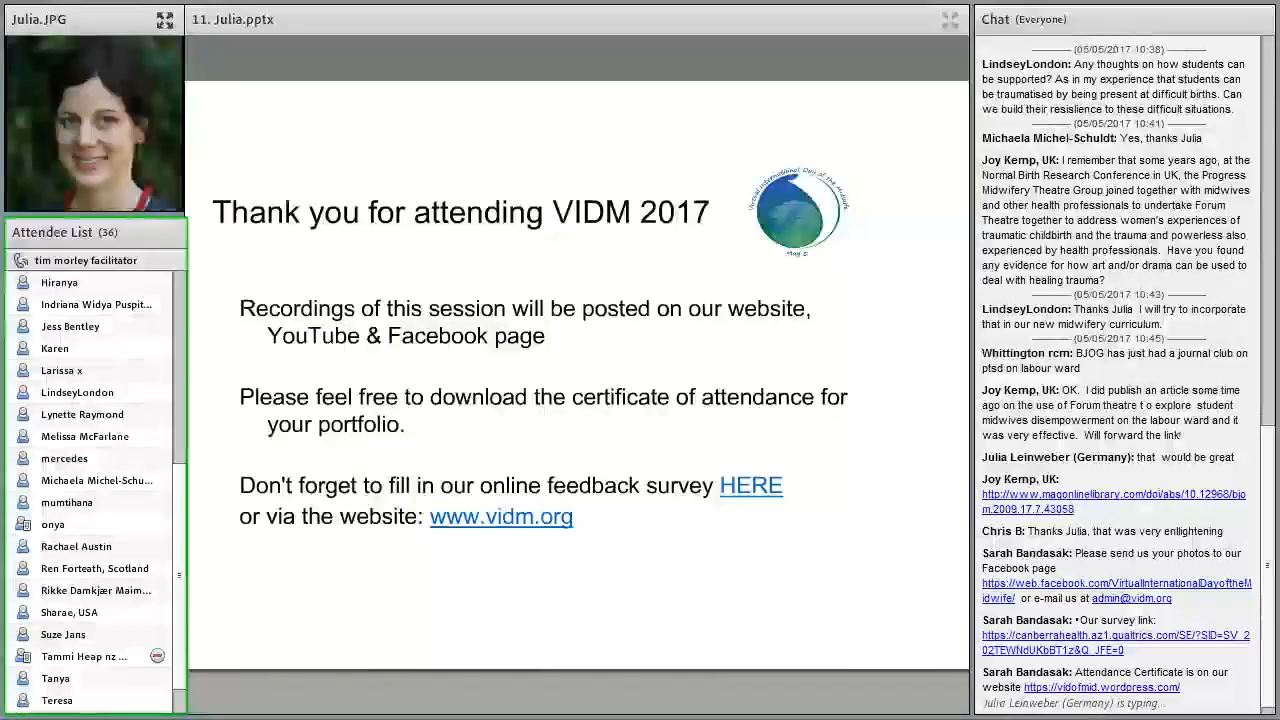 Julia.JPG
11. Julia.pptx
Chat (Everyone)
Attendee List (36)
tim morley facilitator
Hiranya
Indriana Widya Puspit...
Jess Bentley
Karen
Larissa x
LindseyLondon
Lynette Raymond
Melissa McFarlane
mercedes
Michaela Michel-Schu...
mumtihana
onya
Rachael Austin
Ren Forteath, Scotland
Rikke Damkjær Maim...
Sharae, USA
Suze Jans
Tammi Heap nz ...
Tanya
Teresa
Virtual International Day of the Midwife
May 5
Thank you for attending VIDM 2017
Recordings of this session will be posted on our website,
YouTube & Facebook page
Please feel free to download the certificate of attendance for
your portfolio.
Don't forget to fill in our online feedback survey HERE
or via the website: www.vidm.org
(05/05/2017 10:38)
LindseyLondon: Any thoughts on how students can
be supported? As in my experience that students can
be traumatised by being present at difficult births. Can
we build their resislience to these difficult situations.
(05/05/2017 10:41)
Michaela Michel-Schuldt: Yes, thanks Julia
Joy Kemp, UK: I remember that some years ago, at the
Normal Birth Research Conference in UK, the Progress
Midwifery Theatre Group joined together with midwives
and other health professionals to undertake Forum
Theatre together to address women's experiences of
traumatic childbirth and the trauma and powerless also
experienced by health professionals.  Have you found
any evidence for how art and/or drama can be used to
deal with healing trauma?
(05/05/2017 10:43)
LindseyLondon: Thanks Julia  I will try to incorporate
that in our new midwifery curriculum.
(05/05/2017 10:45)
Whittington rcm: BJOG has just had a journal club on
ptsd on labour ward
Joy Kemp, UK: OK.  I did publish an article some time
ago on the use of Forum theatre t o explore  student
midwives disempowerment on the labour ward and it
was very effective.  Will forward the link!
Julia Leinweber (Germany): that  would be great
Joy Kemp, UK:
http://www.magonlinelibrary.com/doi/abs/10.12968/bjo
m.2009.17.7.43058
Chris B: Thanks Julia, that was very enllightening
Sarah Bandasak: Please send us your photos to our
Facebook page
https://web.facebook.com/VirtualInternationalDayoftheM
idwife/  or e-mail us at admin@vidm.org
Sarah Bandasak: •Our survey link:
https://canberrahealth.az1.qualtrics.com/SE/?SID=SV_2
02TEWNdUKbBT1z&Q_JFE=0
Sarah Bandasak: Attendance Certificate is on our
website https://vidofmid.wordpress.com/
Julia Leinweber (Germany) is typing...